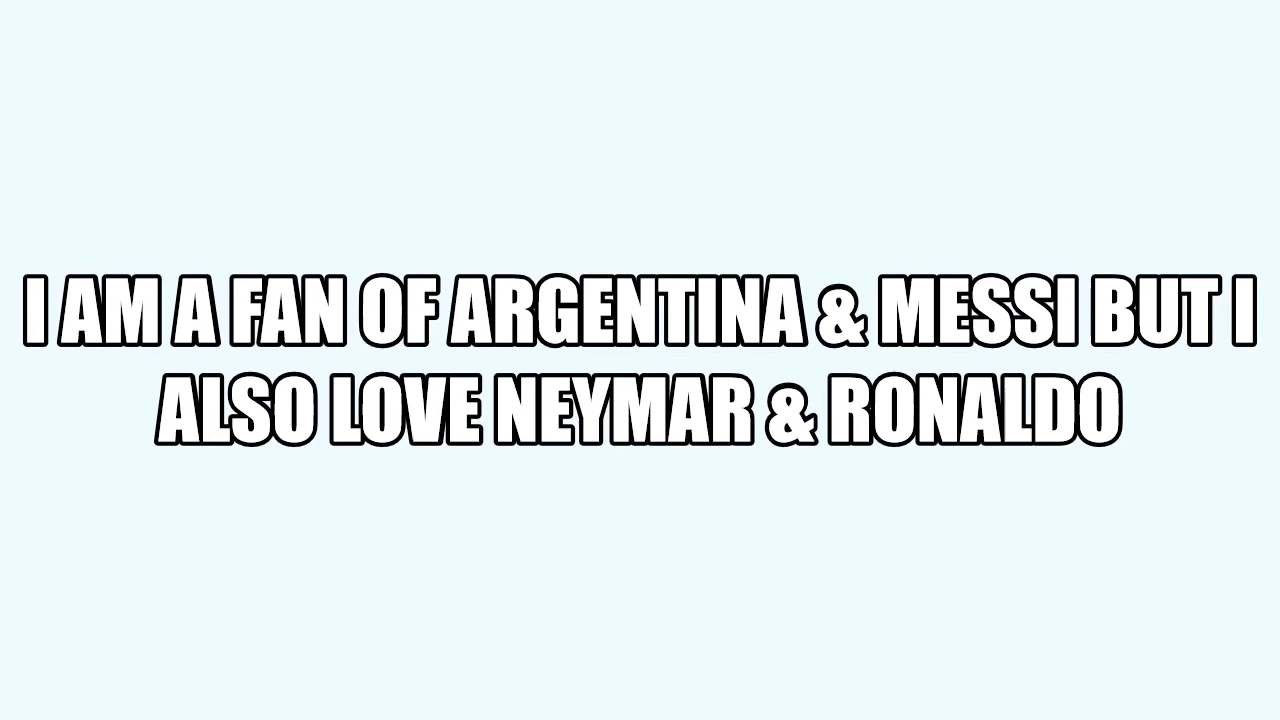 I AM A FAN OF ARGENTINA & MESSI BUT I
ALSO LOVE NEYMAR & RONALDO